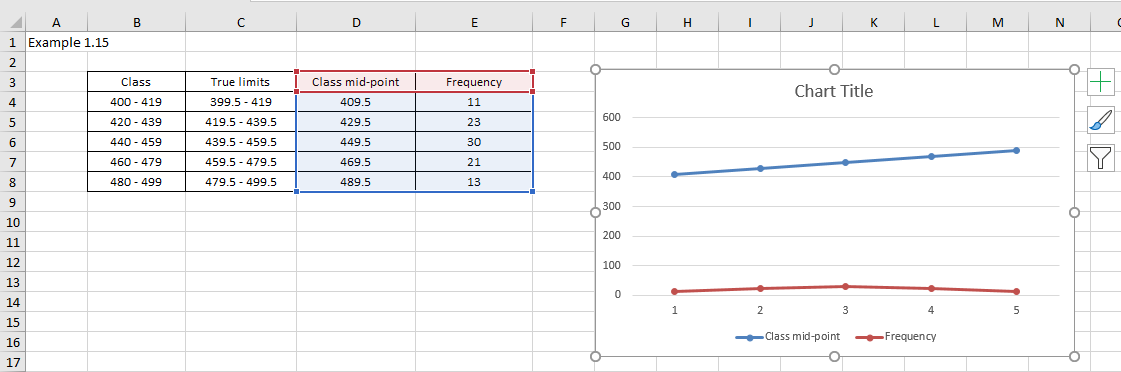 A B C D E F G H I J K L M N
1 Example 1.15
2
3 Class True limits Class mid-point Frequency
4 400 - 419 399.5 - 419 409.5 11
5 420 - 439 419.5 - 439.5 429.5 23
6 440 - 459 439.5 - 459.5 449.5 30
7 460 - 479 459.5 - 479.5 469.5 21
8 480 - 499 479.5 - 499.5 489.5 13
9
10
11
12
13
14
15
16
17
Chart Title
600
500
400
300
200
100
0
1 2 3 4 5
Class mid-point Frequency